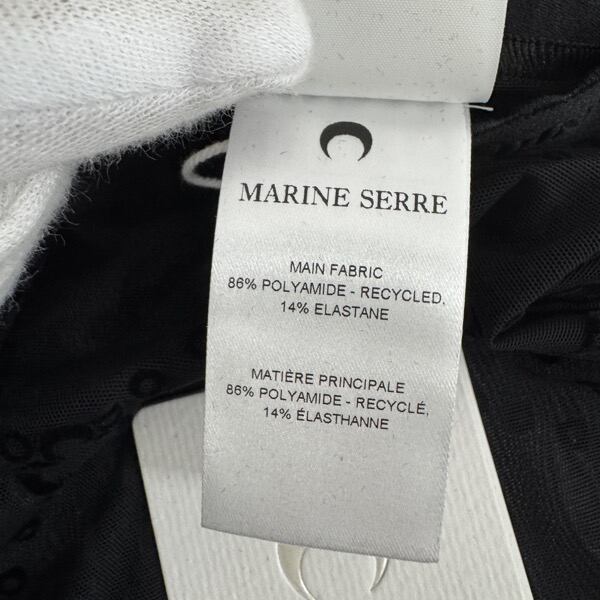 MARINE SERRE
MAIN FABRIC
86% POLYAMIDE - RECYCLED,
14% ELASTANE
MATIÈRE PRINCIPALE
86% POLYAMIDE - RECYCLÉ,
14% ÉLASTHANNE